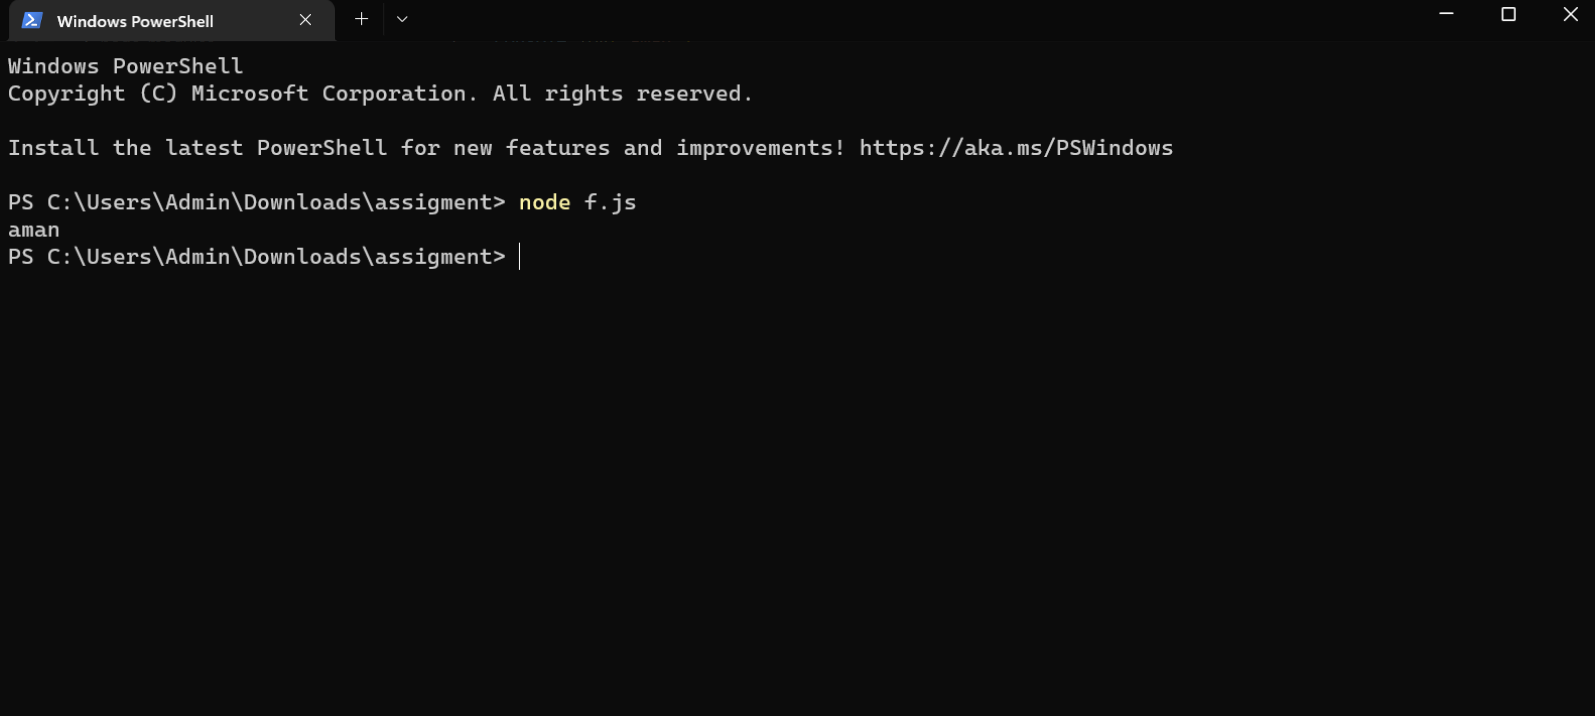 Windows PowerShell
Windows PowerShell
Copyright (C) Microsoft Corporation. All rights reserved.
Install the latest PowerShell for new features and improvements! https://aka.ms/PSWindows
PS C:\Users\Admin\Downloads\assigment> node f.js
aman
PS C:\Users\Admin\Downloads\assigment>